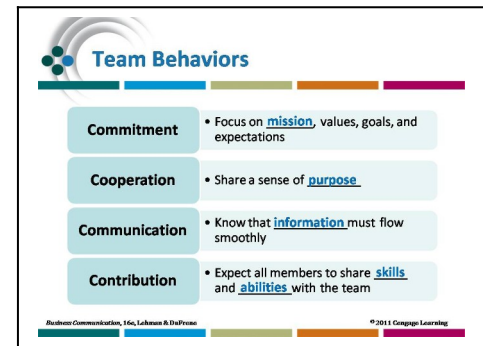 Team Behaviors
Commitment
• Focus on mission, values, goals, and
expectations
Cooperation
• Share a sense of purpose
Communication
• Know that information must flow
smoothly
Contribution
• Expect all members to share skills
and abilities with the team
Business Communication, 16e, Lehman & DuFrene
© 2011 Cengage Learning